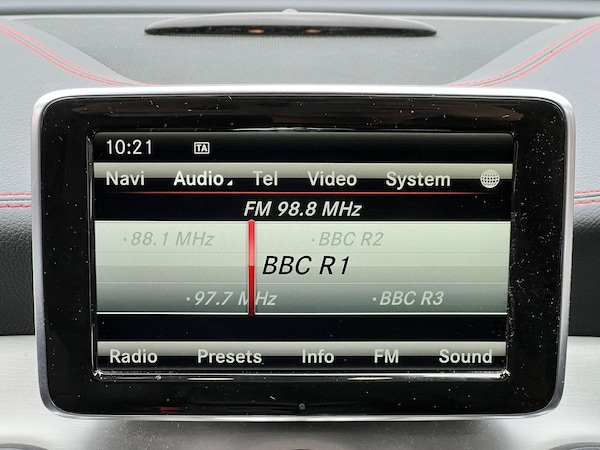 10:21 TA
Navi Audio Tel Video System
FM 98.8 MHz
·88.1 MHz ·BBC R2
BBC R1
·97.7 MHz ·BBC R3
Radio Presets Info FM Sound